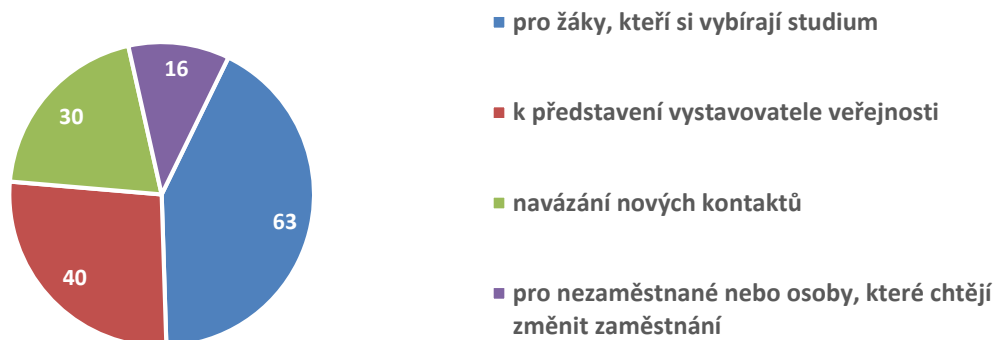 pro žáky, kteří si vybírají studium
16
30
k představení vystavovatele veřejnosti
navázání nových kontaktů
63
40
pro nezaměstnané nebo osoby, které chtějí
změnit zaměstnání